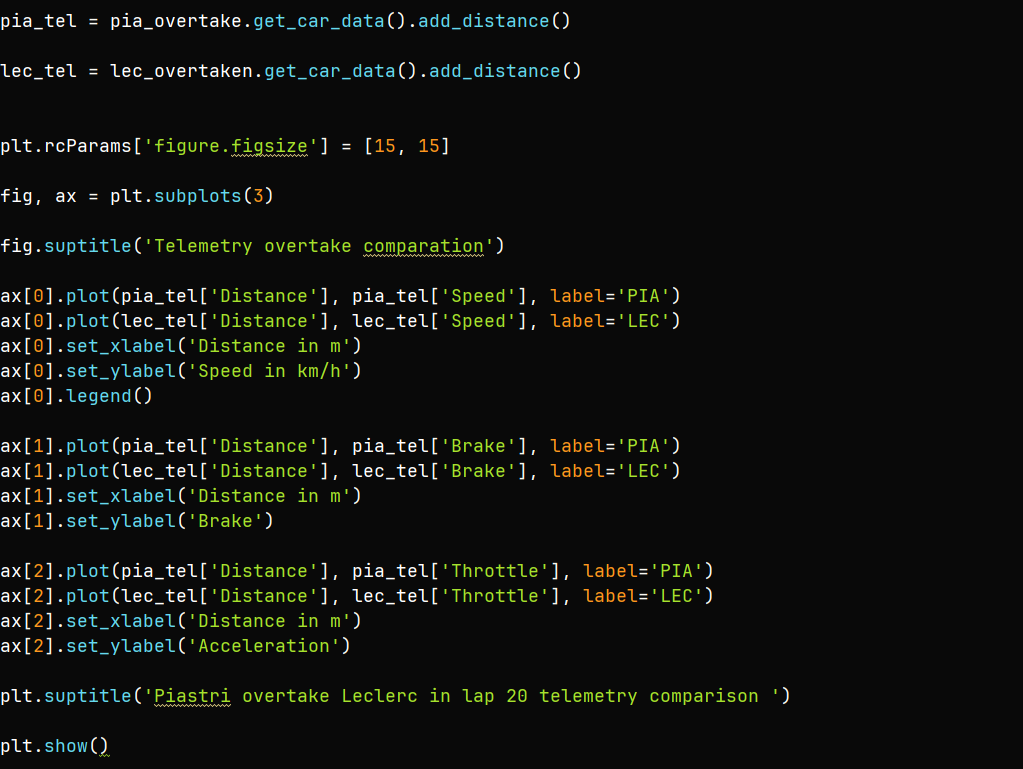 pia_tel = pia_overtake.get_car_data().add_distance()
lec_tel = lec_overtaken.get_car_data().add_distance()
plt.rcParams['figure.figsize'] = [15, 15]
fig, ax = plt.subplots(3)
fig.suptitle('Telemetry overtake comparation')
ax[0].plot(pia_tel['Distance'], pia_tel['Speed'], label='PIA')
ax[0].plot(lec_tel['Distance'], lec_tel['Speed'], label='LEC')
ax[0].set_xlabel('Distance in m')
ax[0].set_ylabel('Speed in km/h')
ax[0].legend()
ax[1].plot(pia_tel['Distance'], pia_tel['Brake'], label='PIA')
ax[1].plot(lec_tel['Distance'], lec_tel['Brake'], label='LEC')
ax[1].set_xlabel('Distance in m')
ax[1].set_ylabel('Brake')
ax[2].plot(pia_tel['Distance'], pia_tel['Throttle'], label='PIA')
ax[2].plot(lec_tel['Distance'], lec_tel['Throttle'], label='LEC')
ax[2].set_xlabel('Distance in m')
ax[2].set_ylabel('Acceleration')
plt.suptitle('Piastri overtake Leclerc in lap 20 telemetry comparison ')
plt.show()